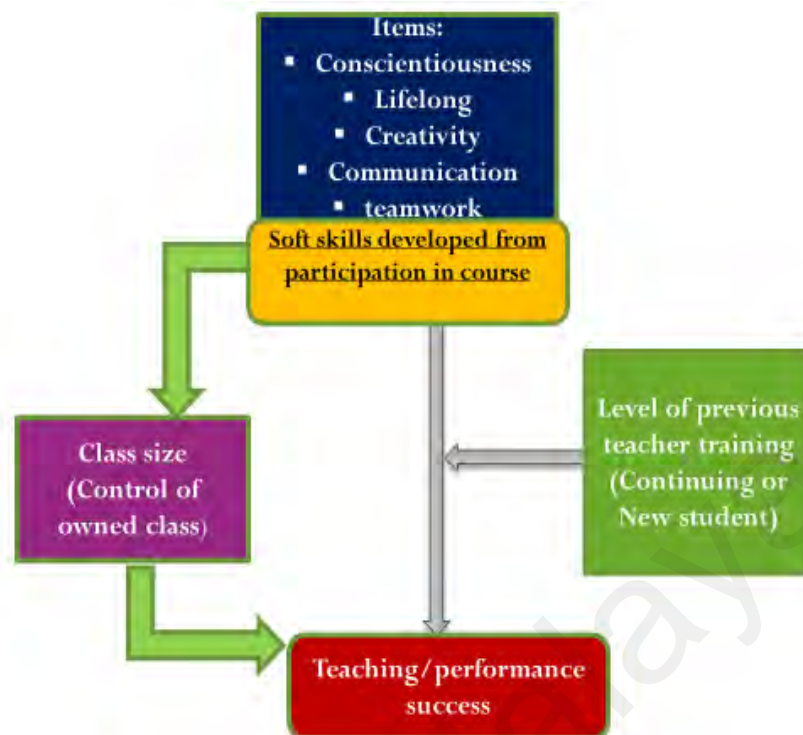 Items:
▪ Conscientiousness
▪ Lifelong
▪ Creativity
▪ Communication
▪ teamwork
Soft skills developed from
participation in course
Class size
(Control of
owned class)
Level of previous
teacher training
(Continuing or
New student)
Teaching/performance
success